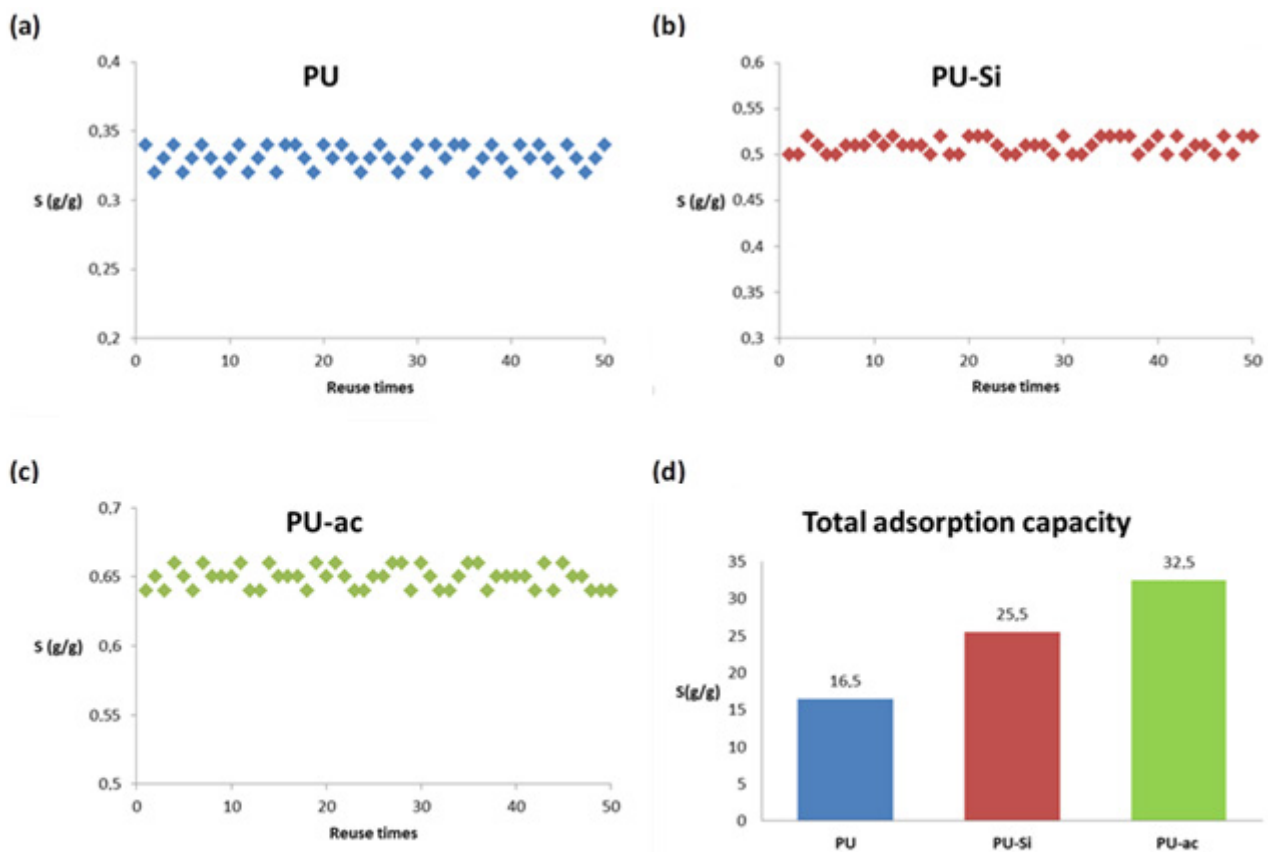 (a)
PU
0,4
0,35
0,3
0,25
0,2
S (g/g)
0 10 20 30 40 50
Reuse times
(b)
PU-Si
0,6
0,55
0,5
0,45
0,4
0,35
0,3
S (g/g)
0 10 20 30 40 50
Reuse times
(c)
PU-ac
0,7
0,65
0,6
0,55
0,5
S (g/g)
0 10 20 30 40 50
Reuse times
(d)
Total adsorption capacity
35
30
25
20
15
10
5
0
S(g/g)
16,5
25,5
32,5
PU PU-Si PU-ac